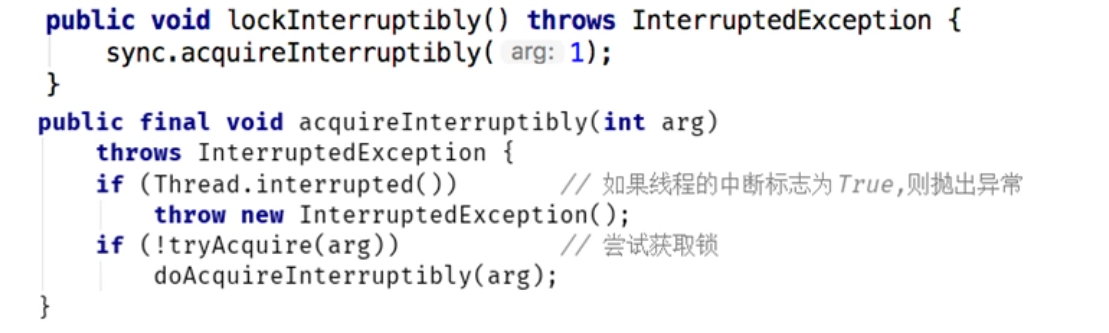 public void lockInterruptibly() throws InterruptedException {
    sync.acquireInterruptibly( arg: 1);
}
public final void acquireInterruptibly(int arg)
    throws InterruptedException {
    if (Thread.interrupted())        // 如果线程的中断标志为True,则抛出异常
        throw new InterruptedException();
    if (!tryAcquire(arg))            // 尝试获取锁
        doAcquireInterruptibly(arg);
}